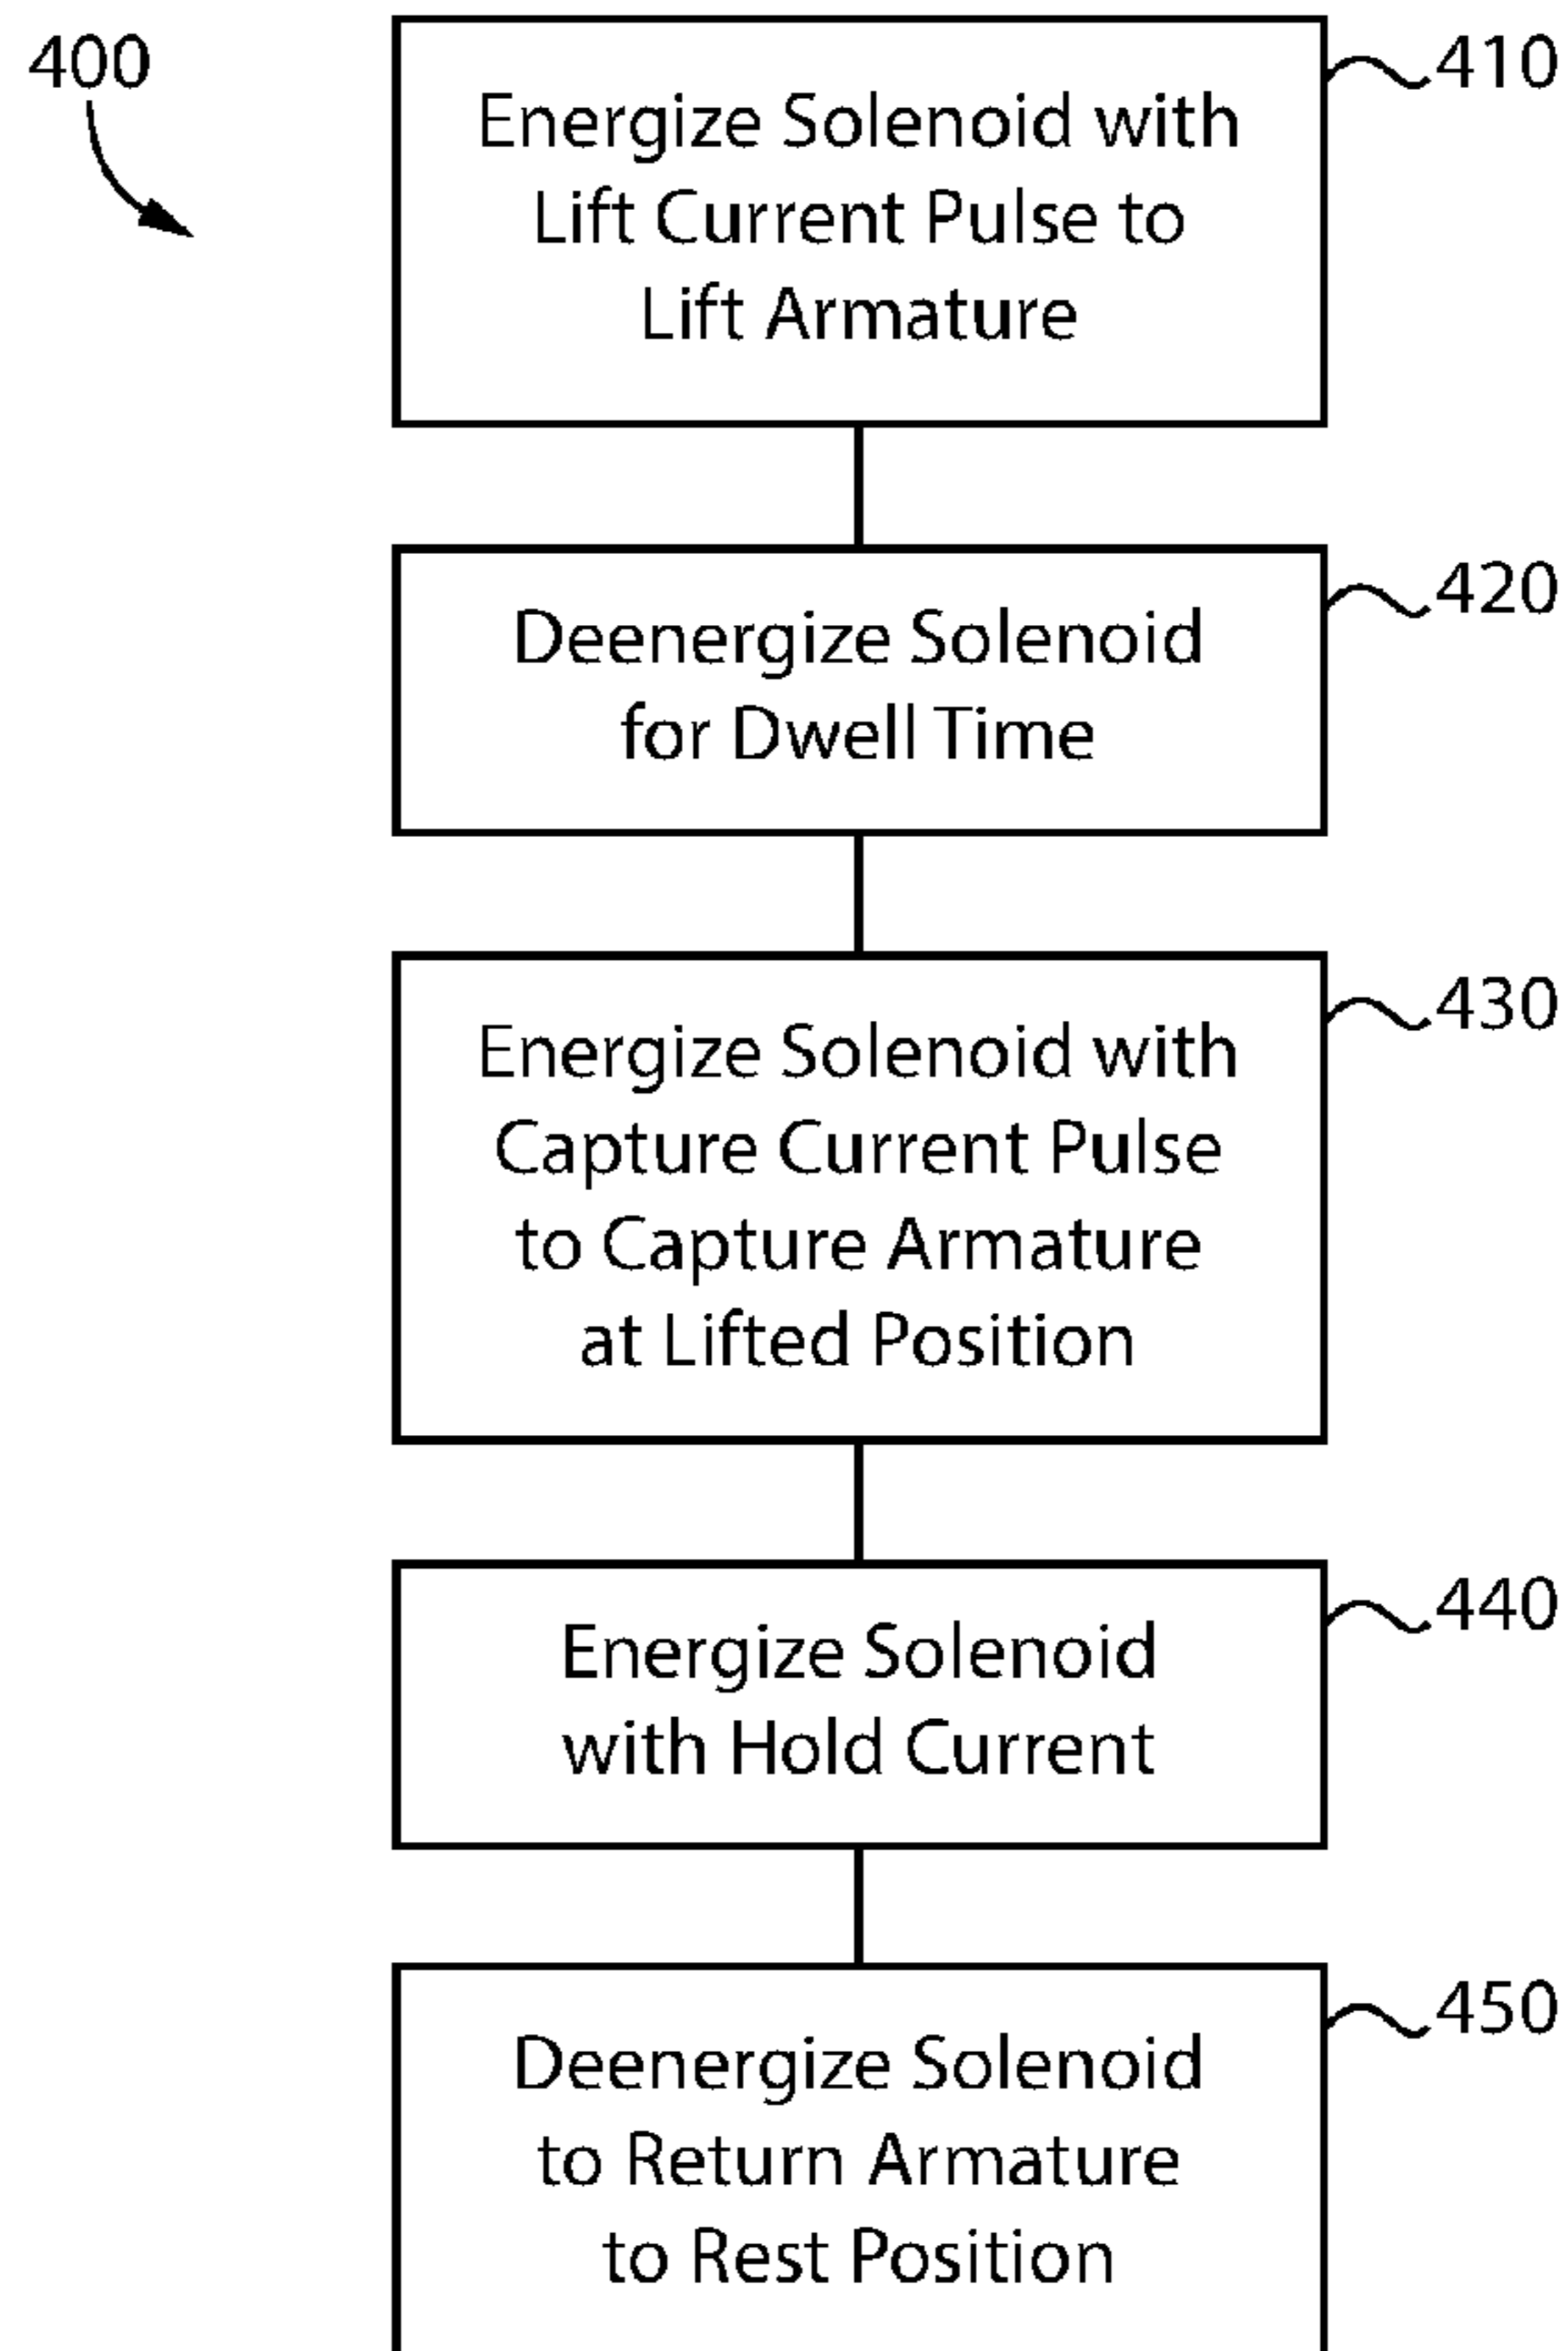 400
410
Energize Solenoid with
Lift Current Pulse to
Lift Armature
420
Deenergize Solenoid
for Dwell Time
430
Energize Solenoid with
Capture Current Pulse
to Capture Armature
at Lifted Position
440
Energize Solenoid
with Hold Current
450
Deenergize Solenoid
to Return Armature
to Rest Position